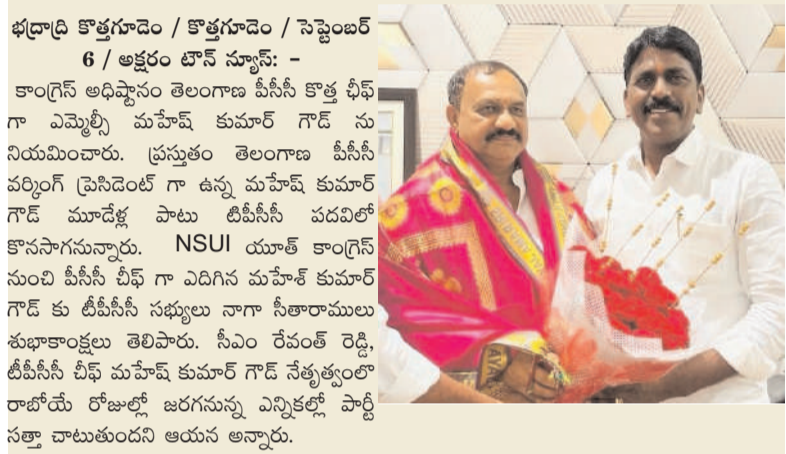 భద్రాద్రి కొత్తగూడెం / కొత్తగూడెం / సెప్టెంబర్
6 / అక్షరం టౌన్ న్యూస్: -
కాంగ్రెస్ అధిష్టానం తెలంగాణ పీసీసీ కొత్త ఛీఫ్
గా ఎమ్మెల్సీ మహేష్ కుమార్ గౌడ్ ను
నియమించారు. ప్రస్తుతం తెలంగాణ పీసీసీ
వర్కింగ్ ప్రెసిడెంట్ గా ఉన్న మహేష్ కుమార్
గౌడ్ మూడేళ్ల పాటు టిపీసీసీ పదవిలో
కొనసాగనున్నారు. NSUI యూత్ కాంగ్రెస్
నుంచి పీసీసీ చీఫ్ గా ఎదిగిన మహేశ్ కుమార్
గౌడ్ కు టీపీసీసీ సభ్యులు నాగా సీతారాములు
శుభాకాంక్షలు తెలిపారు. సీఎం రేవంత్ రెడ్డి,
టీపీసీసీ చీఫ్ మహేష్ కుమార్ గౌడ్ నేతృత్వంలొ
రాబోయే రోజుల్లో జరగనున్న ఎన్నికల్లో పార్టీ
సత్తా చాటుతుందని ఆయన అన్నారు.